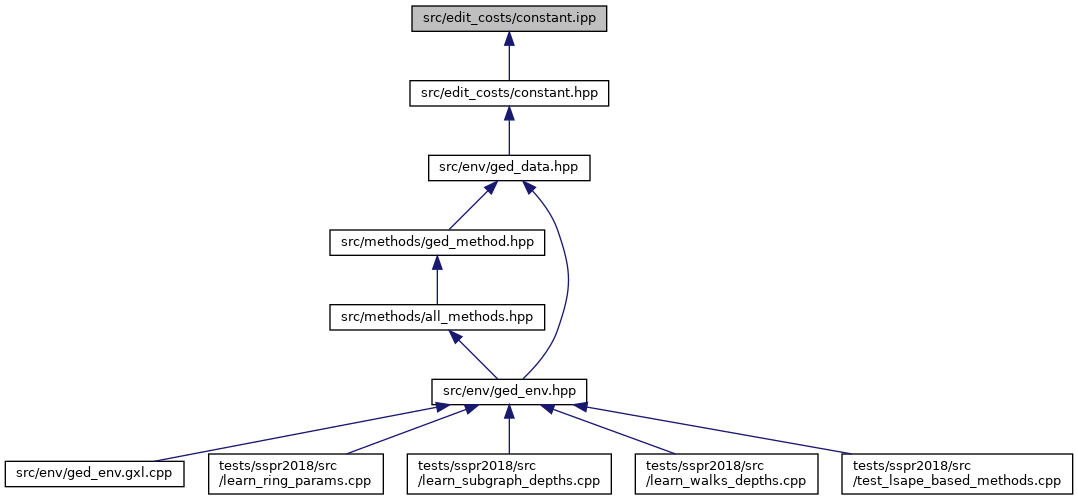 src/edit_costs/constant.ipp
src/edit_costs/constant.hpp
src/env/ged_data.hpp
src/methods/ged_method.hpp
src/methods/all_methods.hpp
src/env/ged_env.hpp
src/env/ged_env.gxl.cpp
tests/sspr2018/src
/learn_ring_params.cpp
tests/sspr2018/src
/learn_subgraph_depths.cpp
tests/sspr2018/src
/learn_walks_depths.cpp
tests/sspr2018/src
/test_lsape_based_methods.cpp